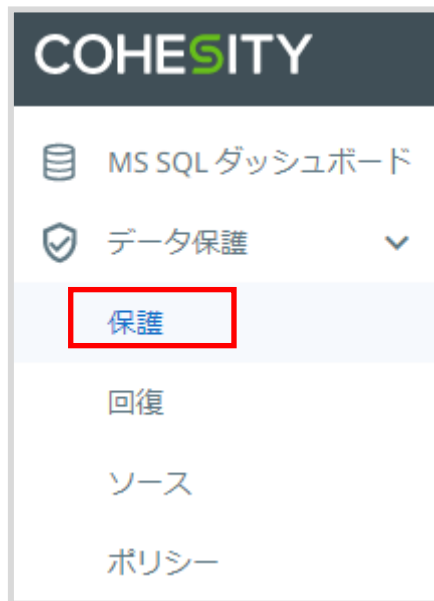 COHESITY
MS SQL ダッシュボード
データ保護
保護
回復
ソース
ポリシー